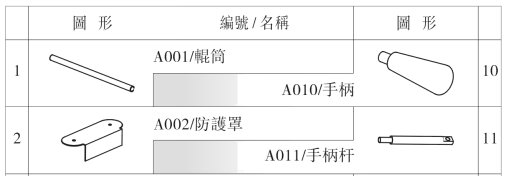 圖 形 編號/名稱 圖 形
1 A001/輥筒
A010/手柄 10
2 A002/防護罩
A011/手柄杆 11